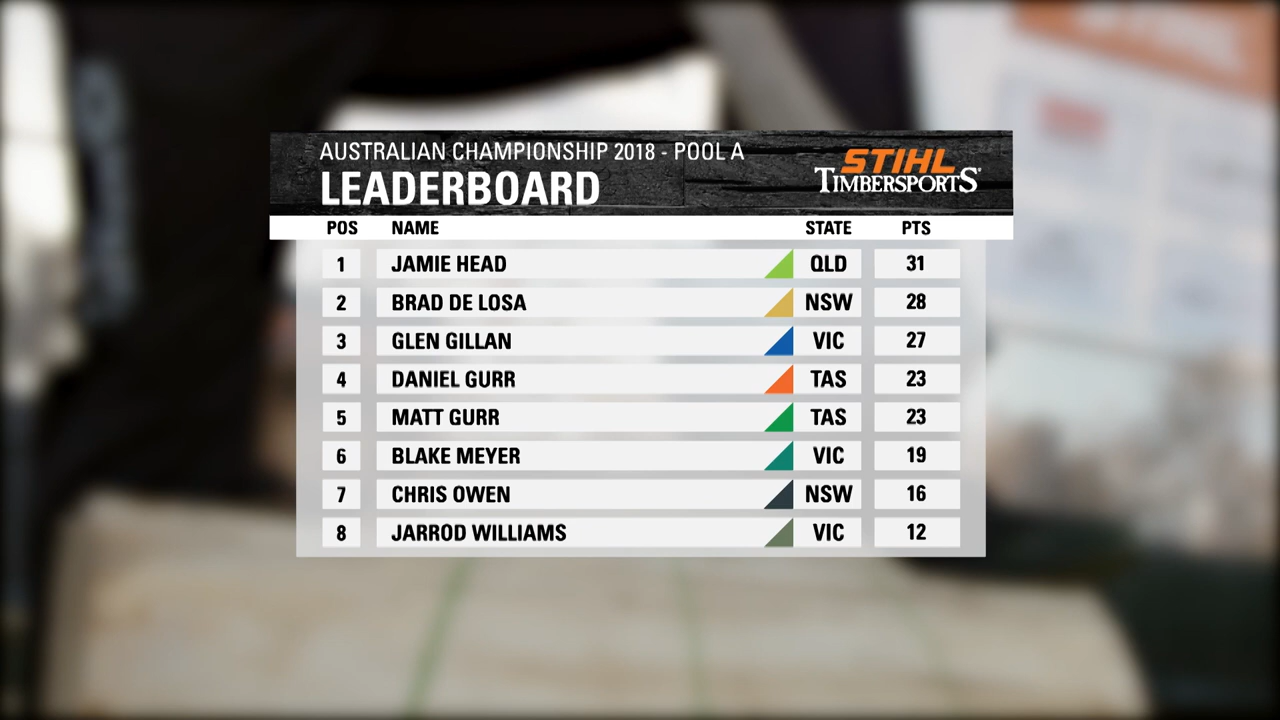 AUSTRALIAN CHAMPIONSHIP 2018 - POOL A
LEADERBOARD
STIHL
TIMBERSPORTS®
POS NAME STATE PTS
1 JAMIE HEAD QLD 31
2 BRAD DE LOSA NSW 28
3 GLEN GILLAN VIC 27
4 DANIEL GURR TAS 23
5 MATT GURR TAS 23
6 BLAKE MEYER VIC 19
7 CHRIS OWEN NSW 16
8 JARROD WILLIAMS VIC 12